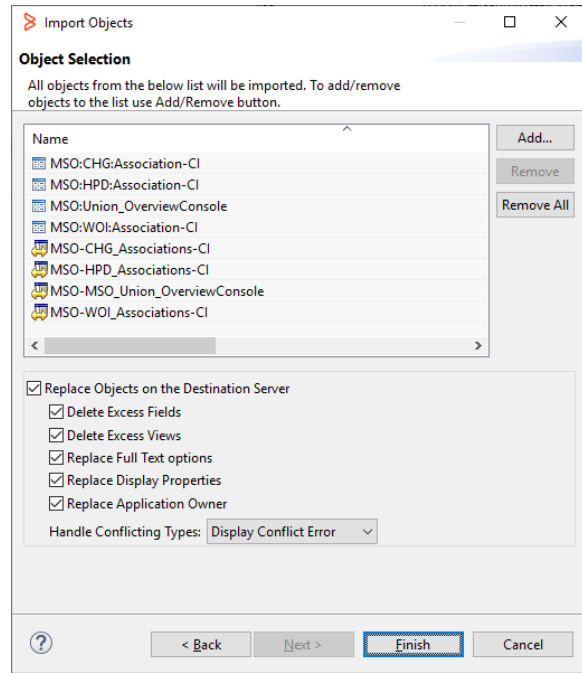 Import Objects
Object Selection
All objects from the below list will be imported. To add/remove
objects to the list use Add/Remove button.
Name
MSO:CHG:Association-CI
MSO:HPD:Association-CI
MSO:Union_OverviewConsole
MSO:WOI:Association-CI
MSO-CHG_Associations-CI
MSO-HPD_Associations-CI
MSO-MSO_Union_OverviewConsole
MSO-WOI_Associations-CI
Add...
Remove
Remove All
Replace Objects on the Destination Server
Delete Excess Fields
Delete Excess Views
Replace Full Text options
Replace Display Properties
Replace Application Owner
Handle Conflicting Types: Display Conflict Error
? < Back Next > Finish Cancel